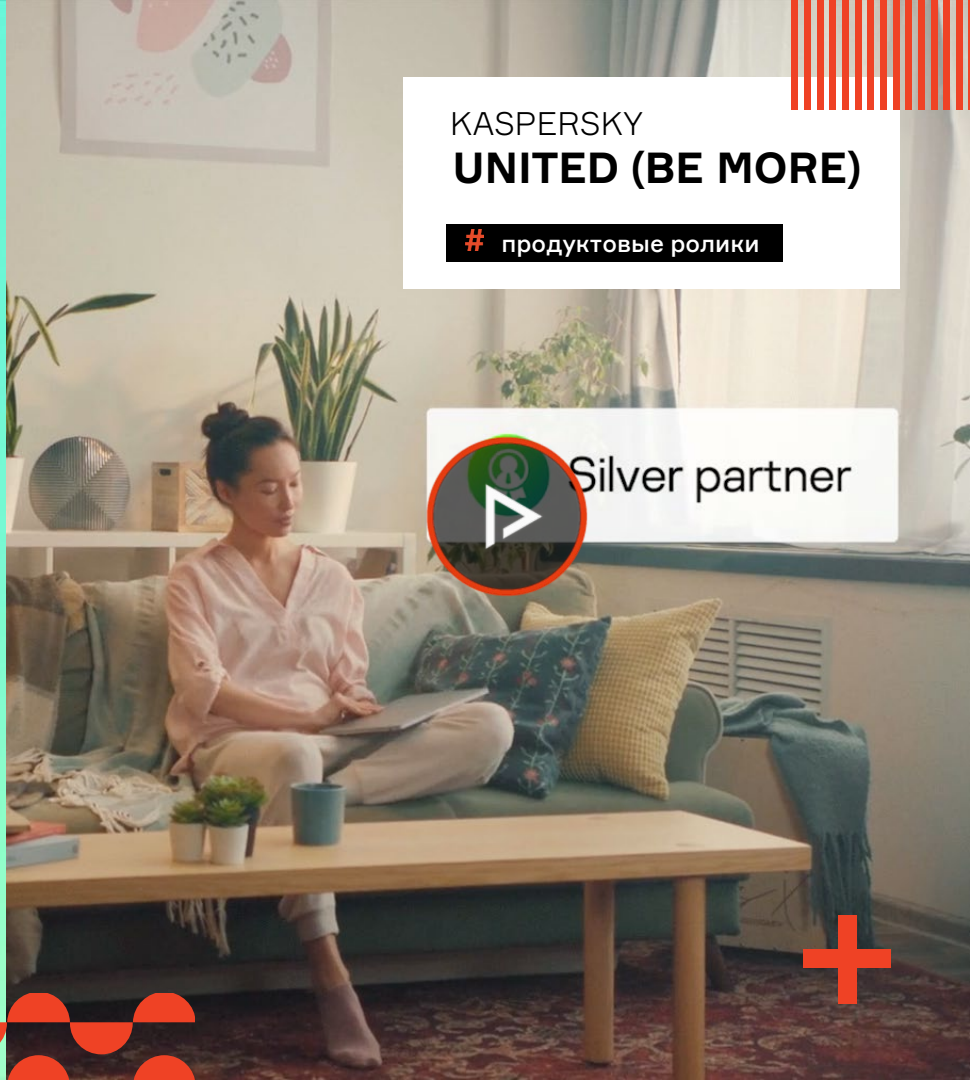 KASPERSKY
UNITED (BE MORE)
# продуктовые ролики
Silver partner